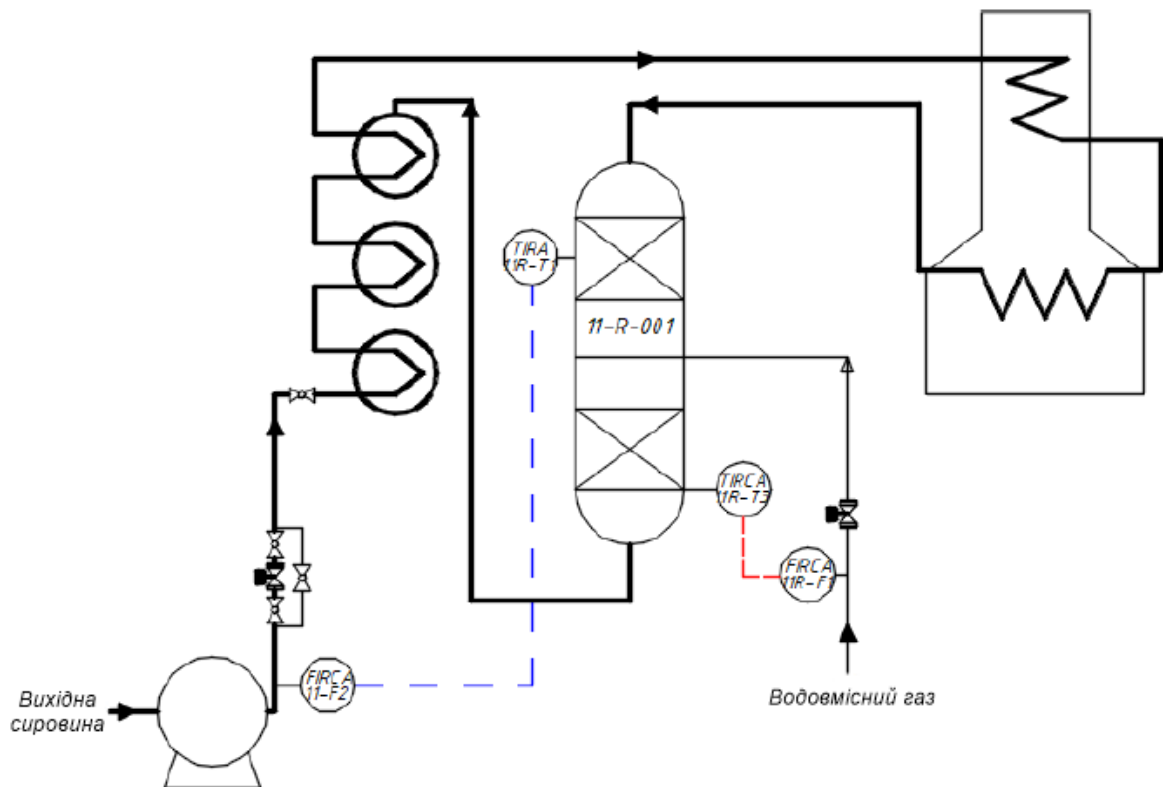 TIRA
11R-T1
11-R-001
TIRCA
11R-T3
FIRCA
11R-F1
FIRCA
11-F2
Вихідна
сировина
Водовмісний газ